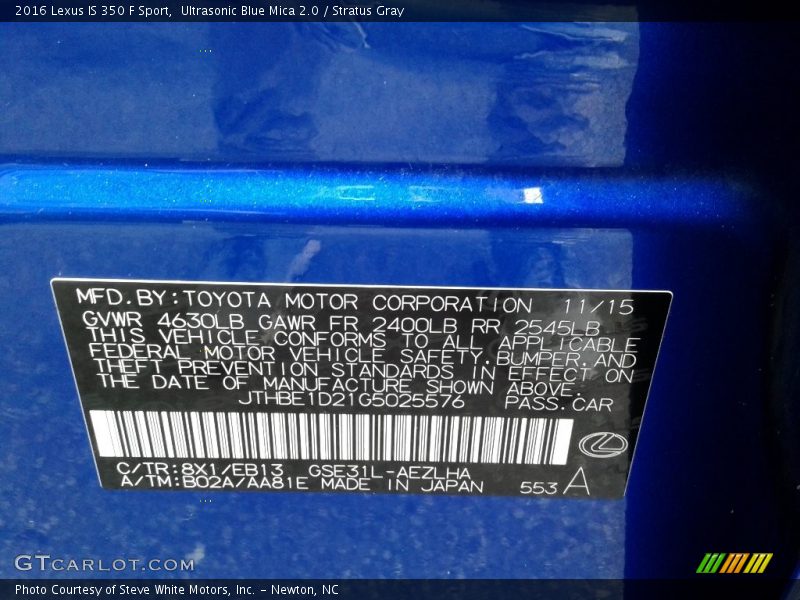 2016 Lexus IS 350 F Sport,  Ultrasonic Blue Mica 2.0 / Stratus Gray
MFD.BY:TOYOTA MOTOR CORPORATION 11/15
GVWR 4630LB GAWR FR 2400LB RR 2545LB
THIS VEHICLE CONFORMS TO ALL APPLICABLE
FEDERAL MOTOR VEHICLE SAFETY,BUMPER,AND
THEFT PREVENTION STANDARDS IN EFFECT ON
THE DATE OF MANUFACTURE SHOWN ABOVE.
JTHBE1D21G5025576 PASS.CAR
C/TR:8X1/EB13 GSE31L-AEZLHA
A/TM:B02A/AA81E MADE IN JAPAN 553 A
GTCARLOT.COM
Photo Courtesy of Steve White Motors, Inc. – Newton, NC